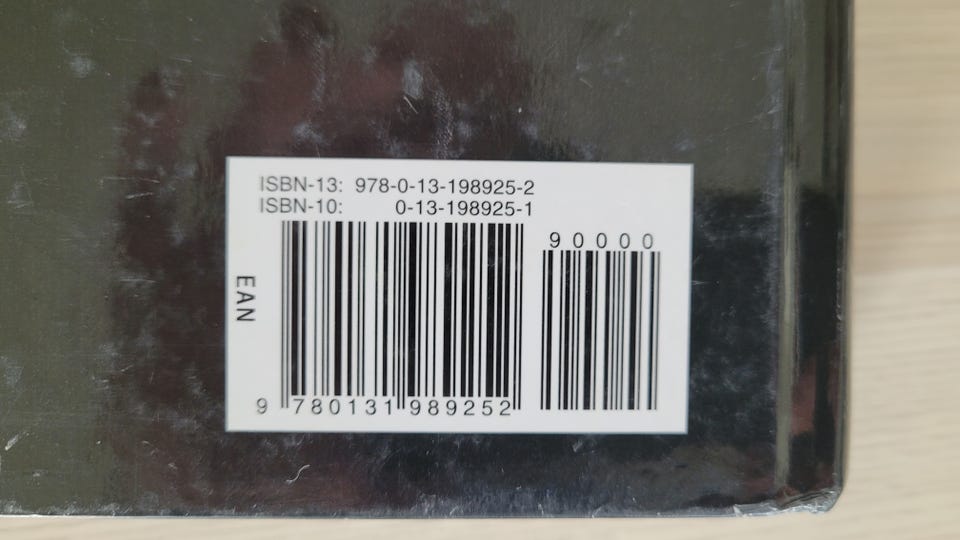 ISBN-13: 978-0-13-198925-2
ISBN-10: 0-13-198925-1
90000
EAN
9 780131 989252